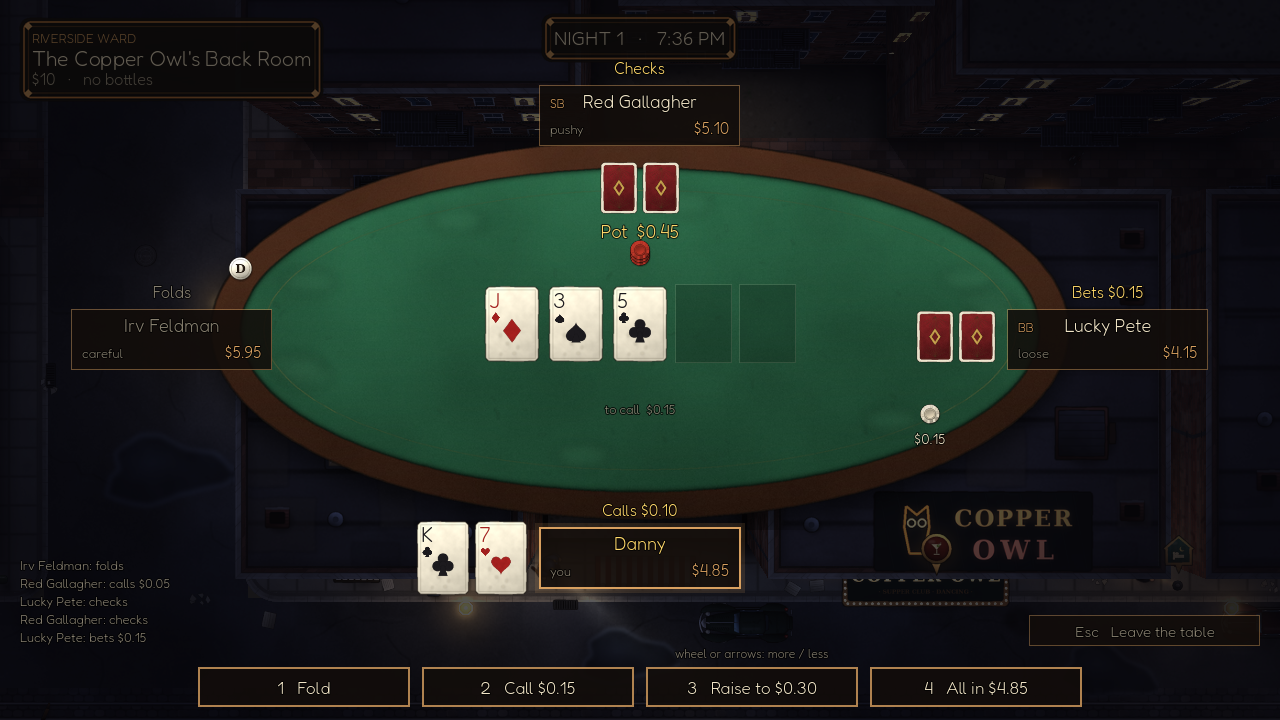 RIVERSIDE WARD
The Copper Owl's Back Room
$10 · no bottles
NIGHT 1 · 7:36 PM
Checks
SB Red Gallagher
pushy $5.10
Pot $0.45
D
Folds
Irv Feldman
careful $5.95
J
3
5
Bets $0.15
BB Lucky Pete
loose $4.15
to call $0.15
$0.15
Calls $0.10
K
7
Danny
you $4.85
COPPER
OWL
COPPER OWL
Irv Feldman: folds
Red Gallagher: calls $0.05
Lucky Pete: checks
Red Gallagher: checks
Lucky Pete: bets $0.15
Esc Leave the table
wheel or arrows: more / less
1 Fold
2 Call $0.15
3 Raise to $0.30
4 All in $4.85